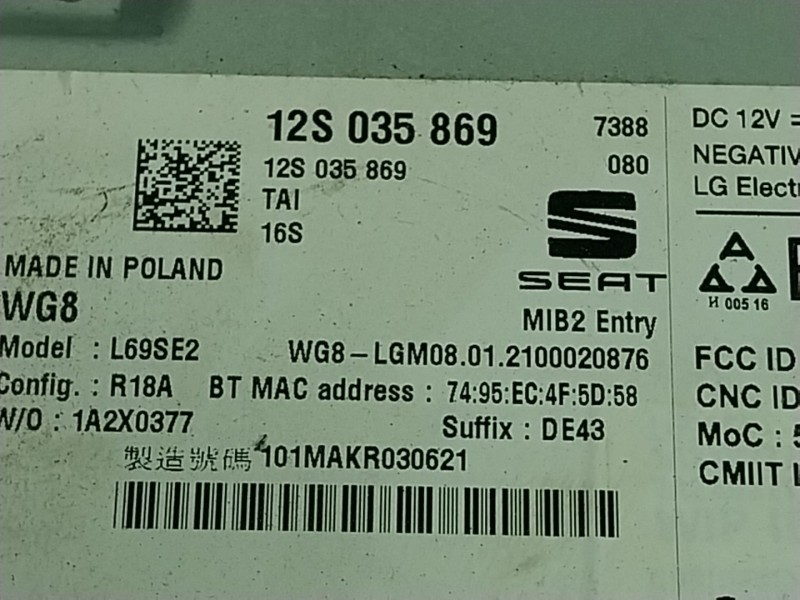 12S 035 869
7388
12S 035 869
080
TAI
16S
SEAT
MADE IN POLAND
WG8
MIB2 Entry
Model : L69SE2
WG8-LGM08.01.2100020876
Config. : R18A
BT MAC address : 74:95:EC:4F:5D:58
W/O : 1A2X0377
Suffix : DE43
製造號碼 101MAKR030621
DC 12V
NEGATIV
LG Electr
H 005 16
FCC ID
CNC ID
MoC : 5
CMIIT